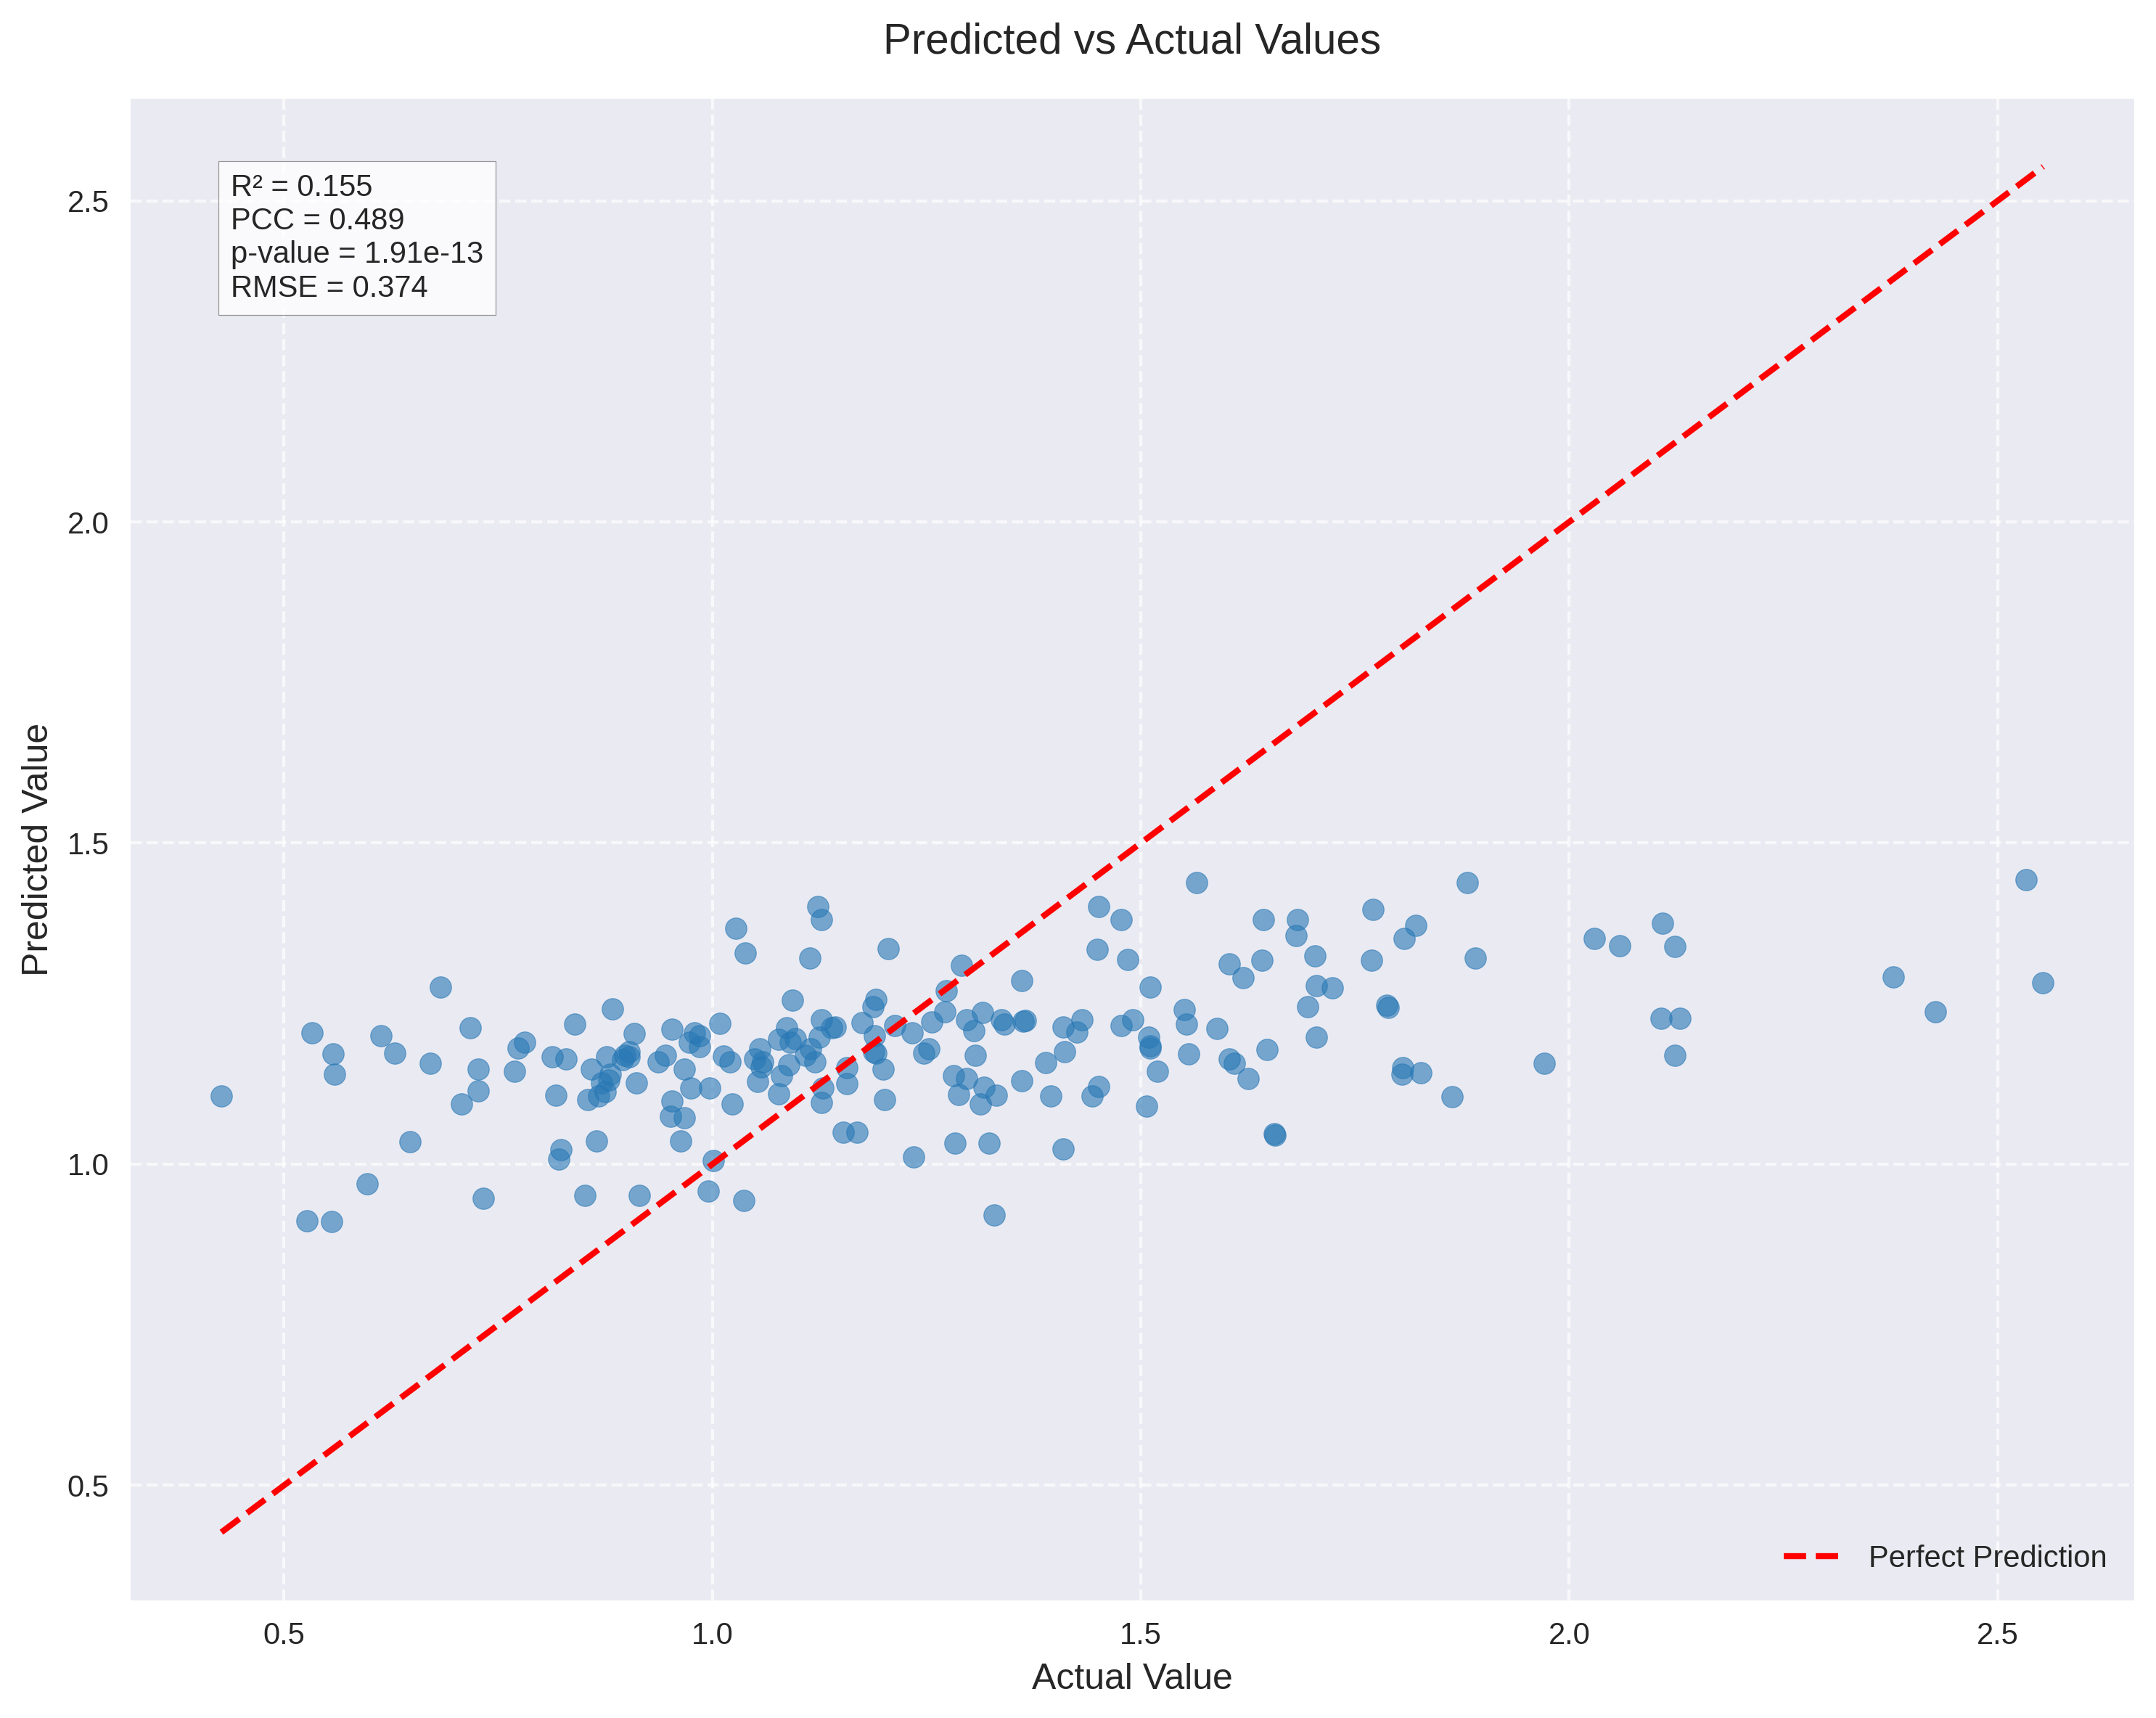 Predicted vs Actual Values
R² = 0.155
PCC = 0.489
p-value = 1.91e-13
RMSE = 0.374
2.5
2.0
1.5
1.0
0.5
Predicted Value
Perfect Prediction
0.5 1.0 1.5 2.0 2.5
Actual Value